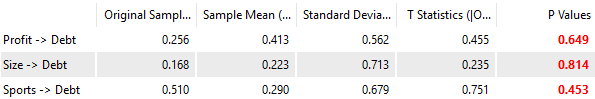 Original Sampl... Sample Mean (... Standard Devia... T Statistics (|O... P Values
Profit -> Debt 0.256 0.413 0.562 0.455 0.649
Size -> Debt 0.168 0.223 0.713 0.235 0.814
Sports -> Debt 0.510 0.290 0.679 0.751 0.453